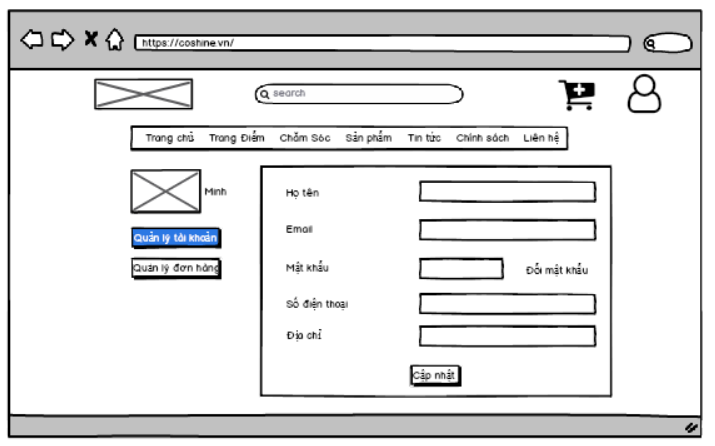 https://coshine.vn/
search
Trang chủ Trang Điểm Chăm Sóc Sản phẩm Tin tức Chính sách Liên hệ
Minh
Quản lý tài khoản
Quản lý đơn hàng
Họ tên
Email
Mật khẩu Đổi mật khẩu
Số điện thoại
Địa chỉ
Cập nhật